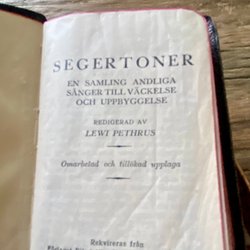 SEGERTONER
EN SAMLING ANDLIGA
SÅNGER TILL VÄCKELSE
OCH UPPBYGGELSE
REDIGERAD AV
LEWI PETHRUS
Omarbetad och tillökad upplaga
Rekvireras från